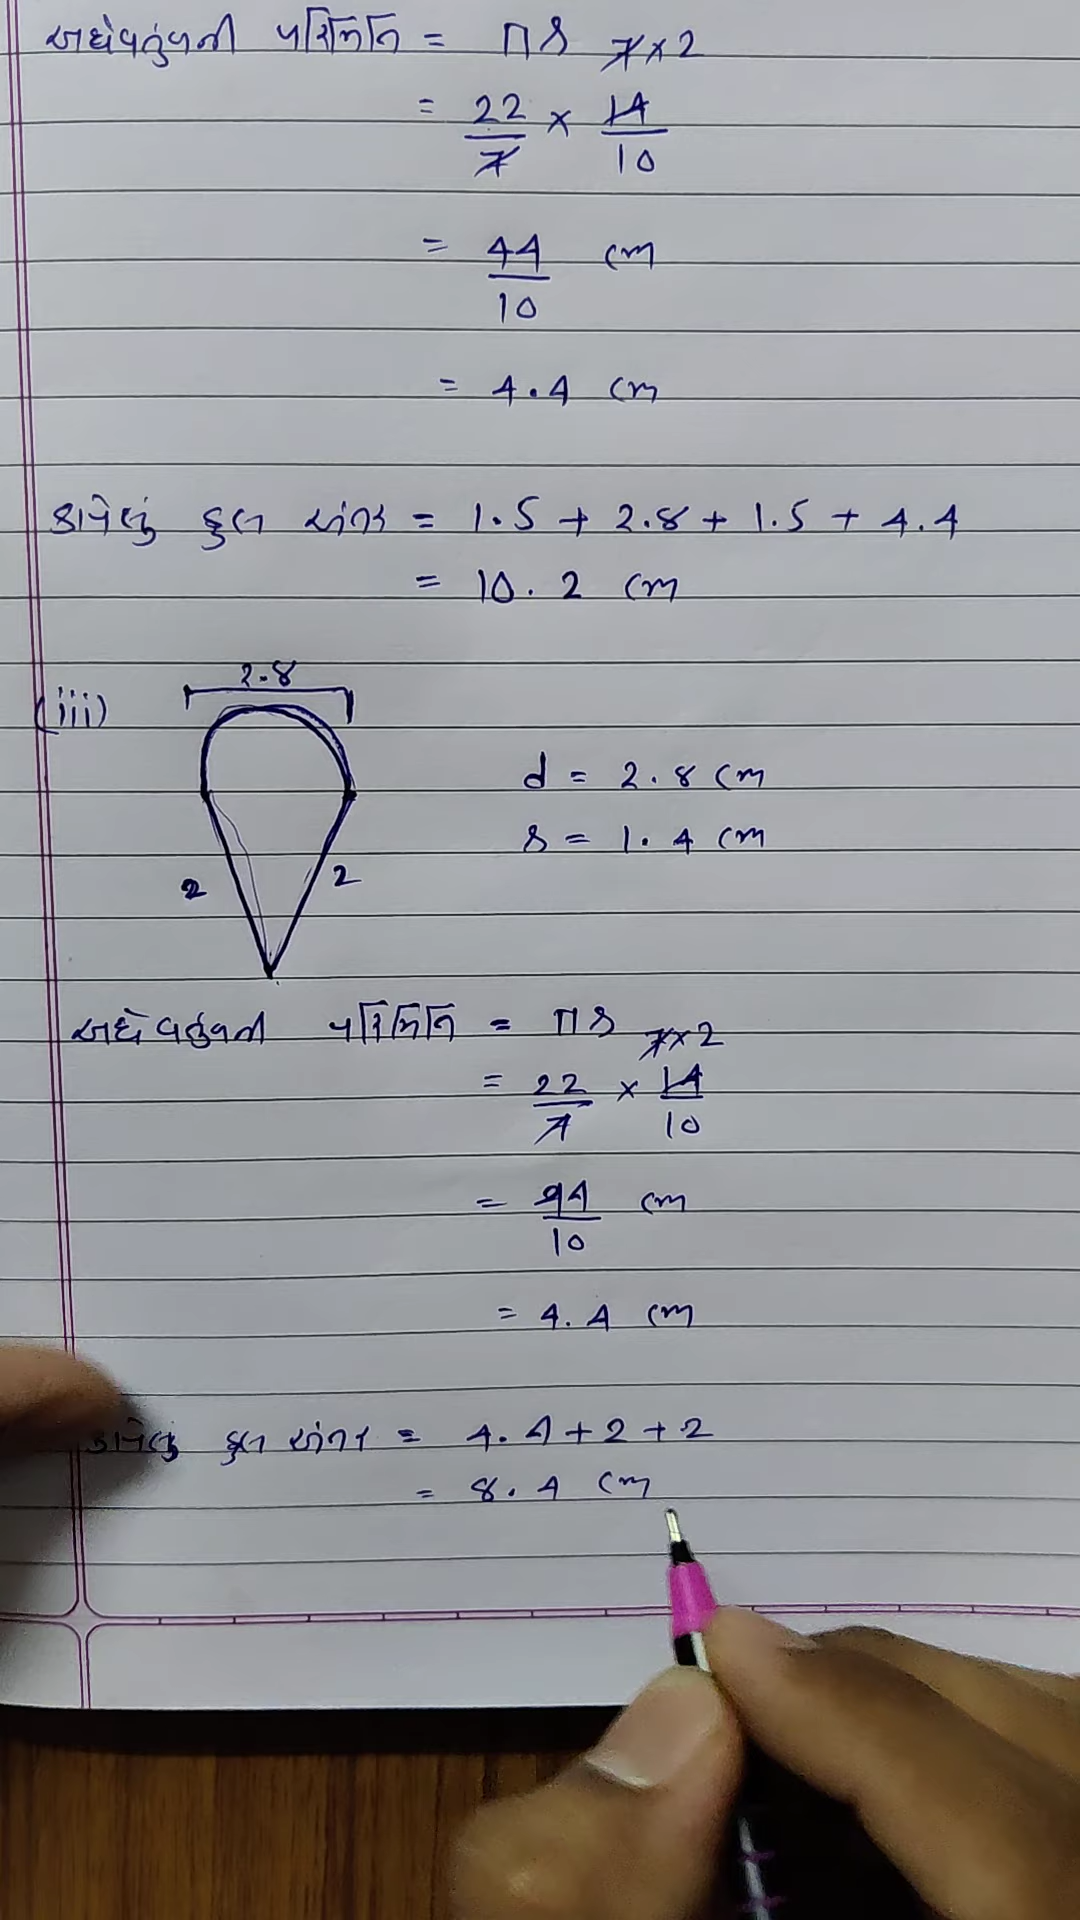 અર્ધવર્તુળની પરિમિતિ = πr 7×2
= 22/7 × 14/10
= 44/10 cm
= 4.4 cm
કાપેલું કુલ અંતર = 1.5 + 2.8 + 1.5 + 4.4
= 10.2 cm
(iii) 2.8
d = 2.8 cm
r = 1.4 cm
2 2
અર્ધવર્તુળની પરિમિતિ = πr 7×2
= 22/7 × 14/10
= 44/10 cm
= 4.4 cm
કાપેલું કુલ અંતર = 4.4 + 2 + 2
= 8.4 cm